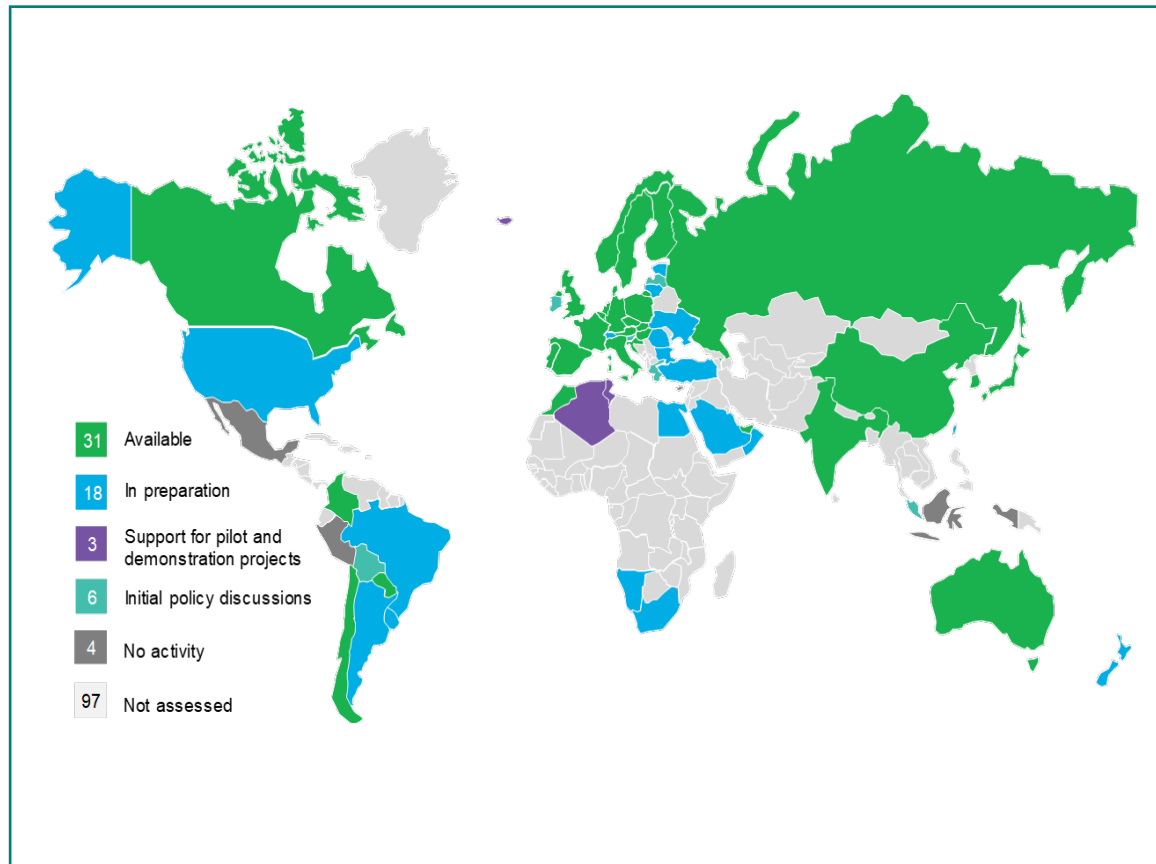 31 Available
18 In preparation
3 Support for pilot and
demonstration projects
6 Initial policy discussions
4 No activity
97 Not assessed